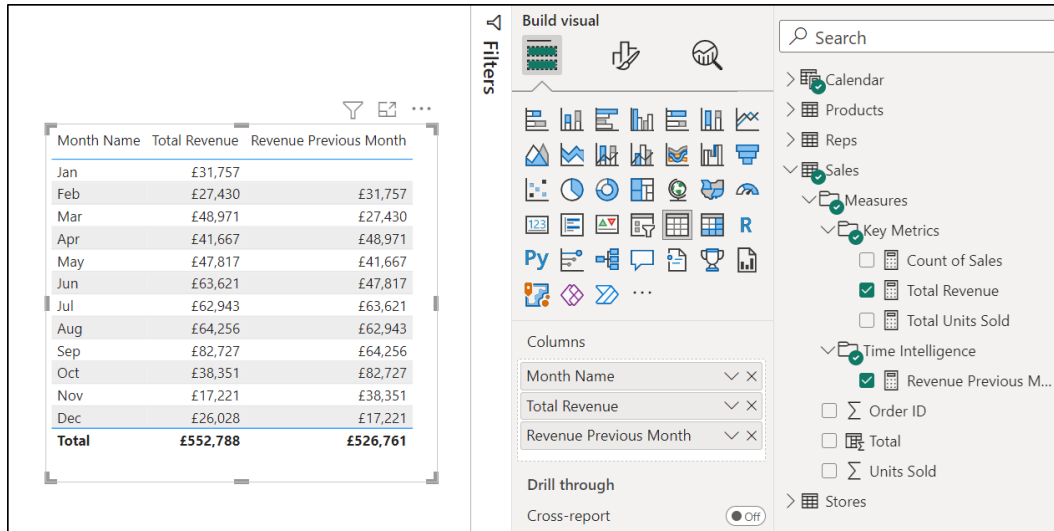 Month Name Total Revenue Revenue Previous Month
Jan £31,757
Feb £27,430 £31,757
Mar £48,971 £27,430
Apr £41,667 £48,971
May £47,817 £41,667
Jun £63,621 £47,817
Jul £62,943 £63,621
Aug £64,256 £62,943
Sep £82,727 £64,256
Oct £38,351 £82,727
Nov £17,221 £38,351
Dec £26,028 £17,221
Total £552,788 £526,761
Filters
Build visual
123
R
Py
Columns
Month Name
Total Revenue
Revenue Previous Month
Drill through
Cross-report Off
Search
Calendar
Products
Reps
Sales
Measures
Key Metrics
Count of Sales
Total Revenue
Total Units Sold
Time Intelligence
Revenue Previous M...
∑ Order ID
Total
∑ Units Sold
Stores